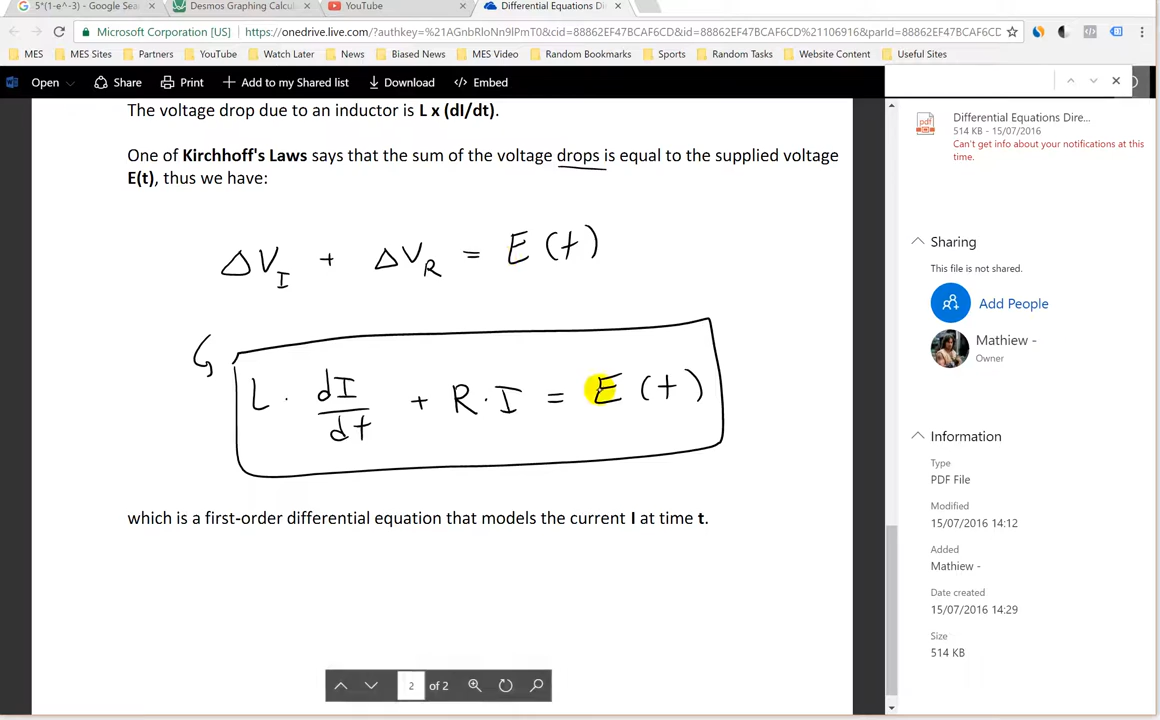 5*(1-e^-3) - Google Sea
Desmos Graphing Calcula
YouTube
Differential Equations Di
Microsoft Corporation [US]
https://onedrive.live.com/?authkey=%21AGnbRloNn9lPmT0&cid=88862EF47BCAF6CD&id=88862EF47BCAF6CD%21106916&parId=88862EF47BCAF6CD
MES
MES Sites
Partners
YouTube
Watch Later
News
Biased News
MES Video
Random Bookmarks
Sports
Random Tasks
Website Content
Useful Sites
Open
Share
Print
Add to my Shared list
Download
Embed
The voltage drop due to an inductor is L x (dI/dt).
One of Kirchhoff's Laws says that the sum of the voltage drops is equal to the supplied voltage
E(t), thus we have:
ΔV_I + ΔV_R = E(t)
L · dI/dt + R · I = E(t)
which is a first-order differential equation that models the current I at time t.
2 of 2
pdf
Differential Equations Dire...
514 KB - 15/07/2016
Can't get info about your notifications at this
time.
Sharing
This file is not shared.
Add People
Mathiew -
Owner
Information
Type
PDF File
Modified
15/07/2016 14:12
Added
Mathiew -
Date created
15/07/2016 14:29
Size
514 KB